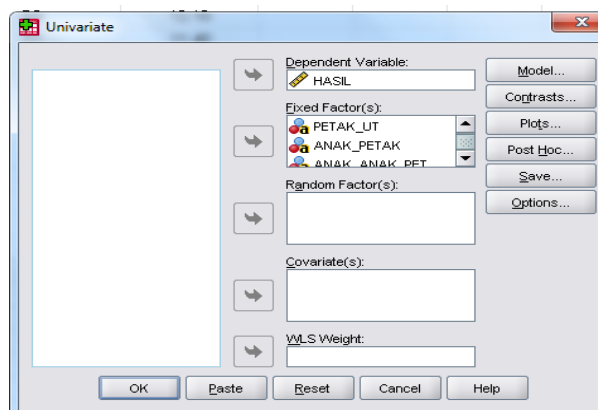 Univariate
Dependent Variable:
HASIL
Fixed Factor(s):
PETAK_UT
ANAK_PETAK
ANAK_ANAK_PET
Random Factor(s):
Covariate(s):
WLS Weight:
Model...
Contrasts...
Plots...
Post Hoc...
Save...
Options...
OK
Paste
Reset
Cancel
Help